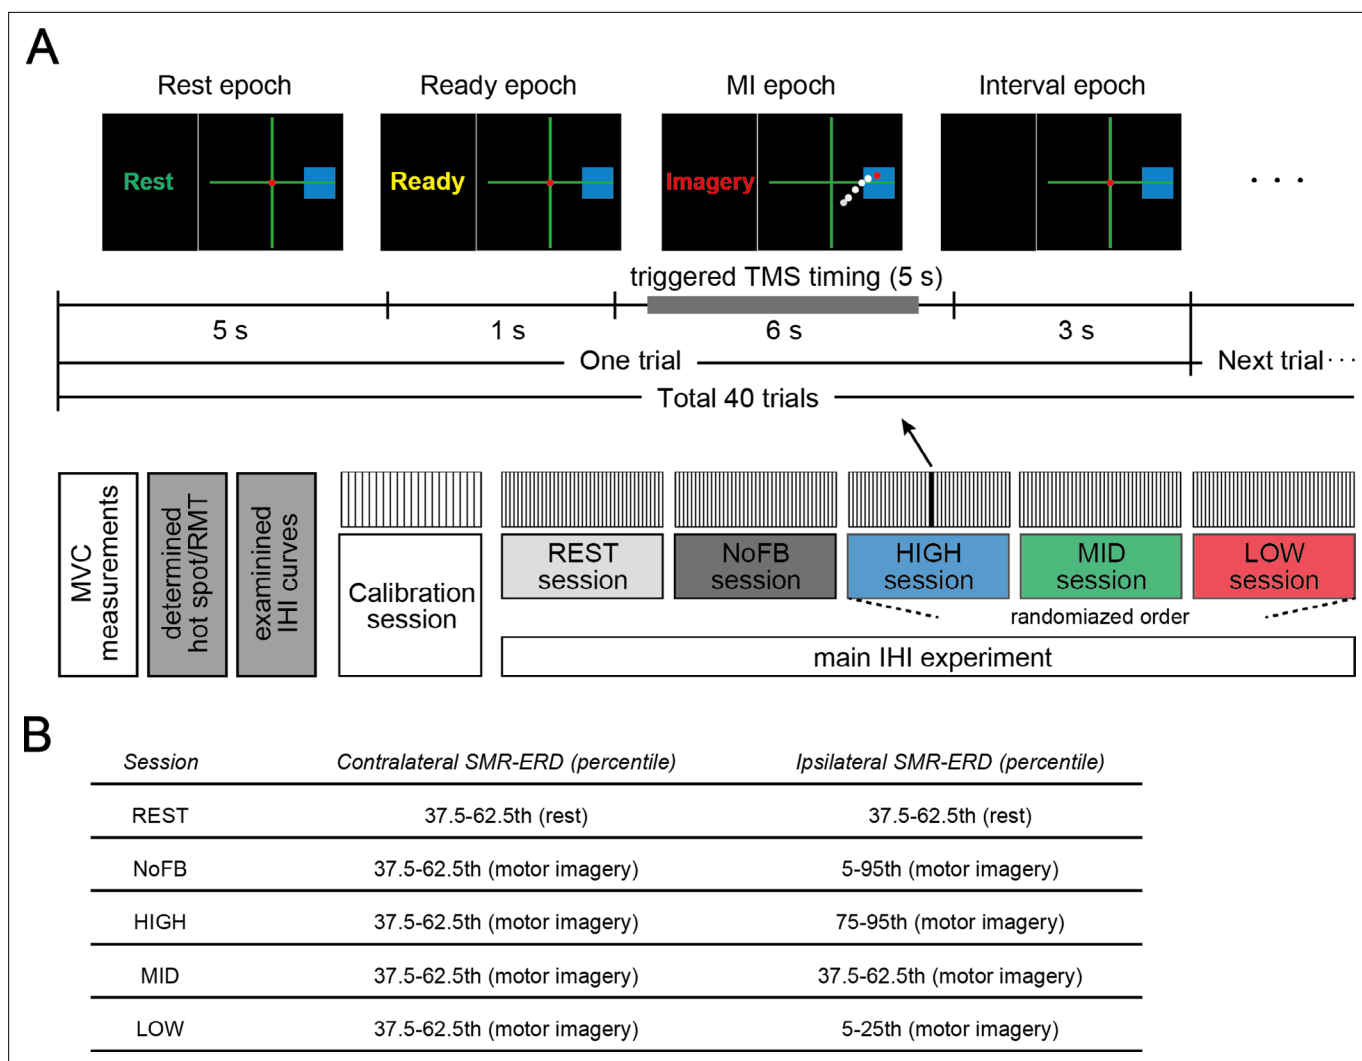 A
Rest epoch
Ready epoch
MI epoch
Interval epoch
Rest
Ready
Imagery
. . .
triggered TMS timing (5 s)
5 s
1 s
6 s
3 s
One trial
Next trial · · ·
Total 40 trials
MVC
measurements
determined
hot spot/RMT
examinined
IHI curves
Calibration
session
REST
session
NoFB
session
HIGH
session
MID
session
LOW
session
randomiazed order
main IHI experiment
B
Session Contralateral SMR-ERD (percentile) Ipsilateral SMR-ERD (percentile)
REST 37.5-62.5th (rest) 37.5-62.5th (rest)
NoFB 37.5-62.5th (motor imagery) 5-95th (motor imagery)
HIGH 37.5-62.5th (motor imagery) 75-95th (motor imagery)
MID 37.5-62.5th (motor imagery) 37.5-62.5th (motor imagery)
LOW 37.5-62.5th (motor imagery) 5-25th (motor imagery)